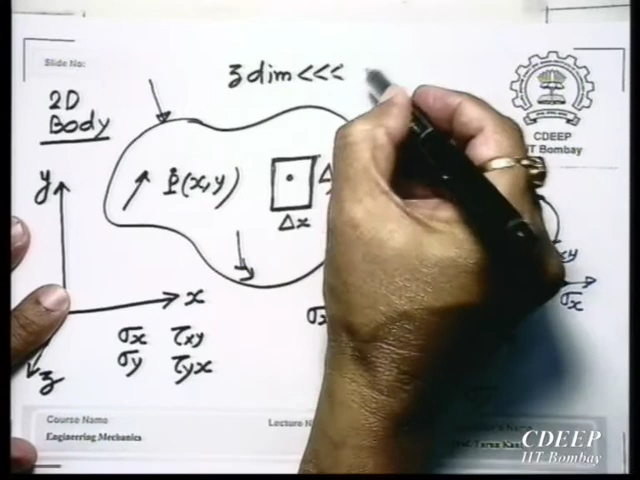 Slide No:
z dim <<<
2D
Body
CDEEP
IIT Bombay
y
P(x,y)
Δx
x
z
σx τxy
σy τyx
σx
Course Name
Engineering Mechanics
Lecture
CDEEP
IIT Bombay